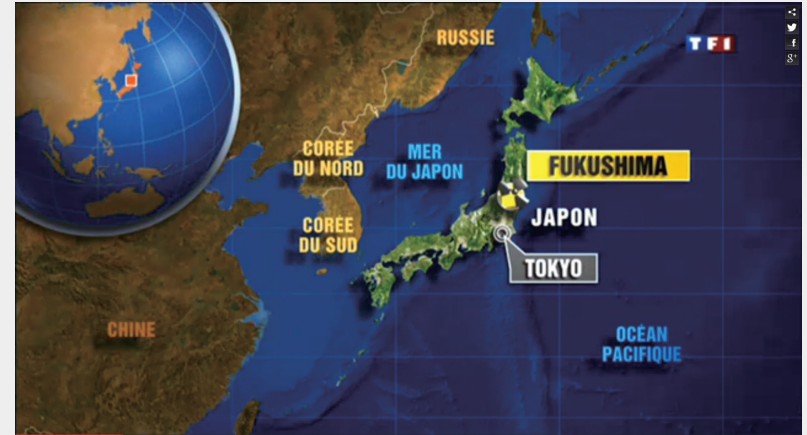 RUSSIE
TF1
CORÉE
DU NORD
MER
DU JAPON
FUKUSHIMA
CORÉE
DU SUD
JAPON
TOKYO
CHINE
OCÉAN
PACIFIQUE
f
g+